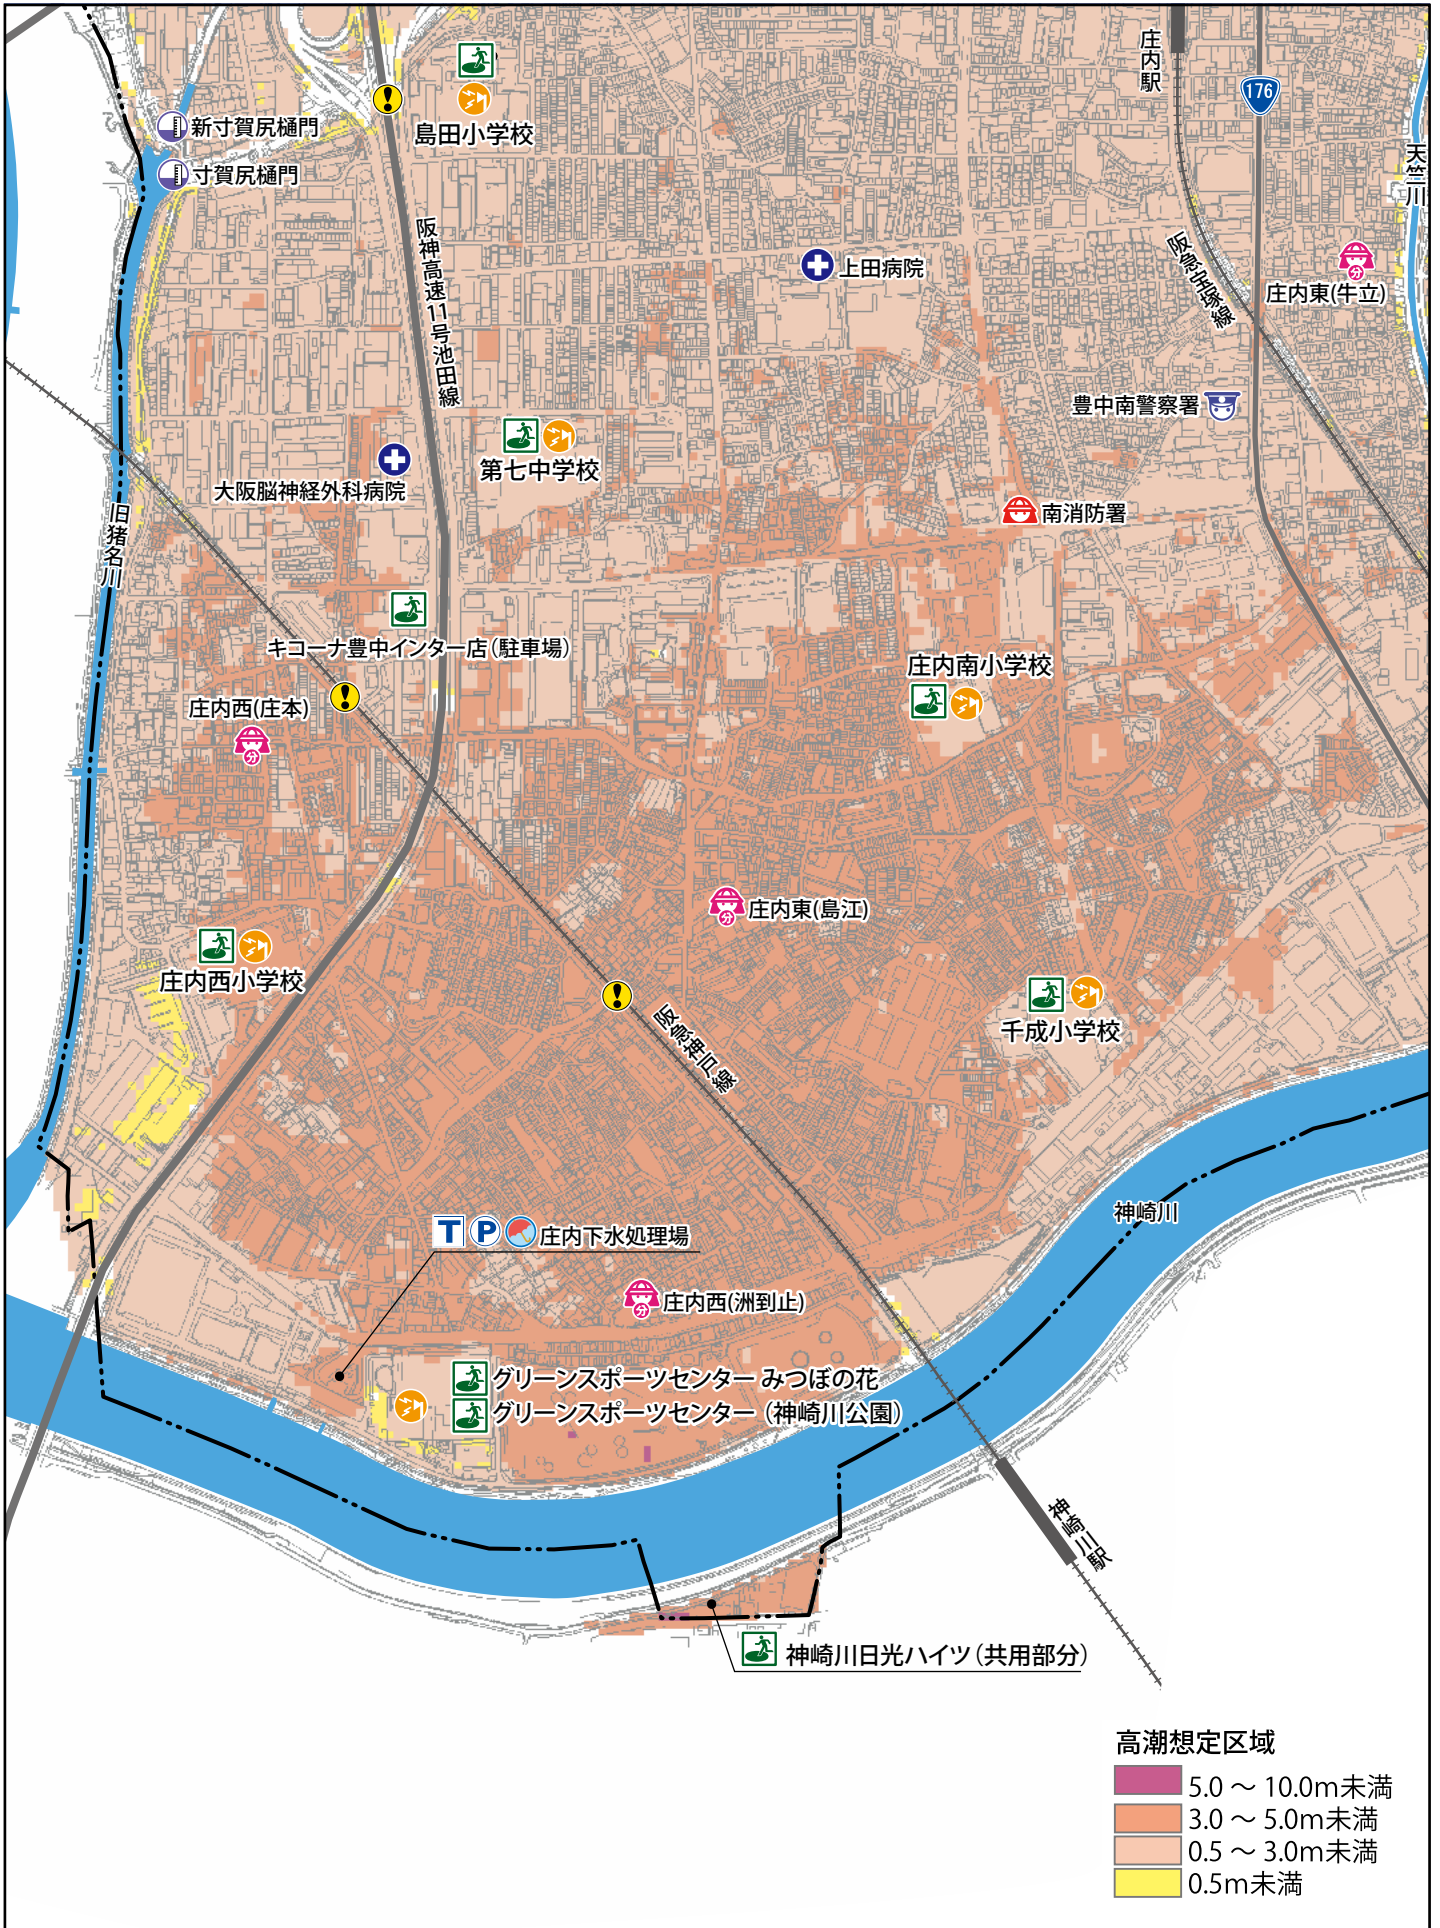 庄内駅
176
新寸賀尻樋門
島田小学校
寸賀尻樋門
天竺川
阪神高速11号池田線
阪急宝塚線
上田病院
分
庄内東(牛立)
豊中南警察署
第七中学校
大阪脳神経外科病院
南消防署
旧猪名川
キコーナ豊中インター店(駐車場)
庄内南小学校
庄内西(庄本)
分
分
庄内東(島江)
庄内西小学校
阪急神戸線
千成小学校
神崎川
T P 庄内下水処理場
分
庄内西(洲到止)
グリーンスポーツセンター みつぼの花
グリーンスポーツセンター (神崎川公園)
神崎川駅
神崎川日光ハイツ(共用部分)
高潮想定区域
5.0 ～ 10.0m未満
3.0 ～ 5.0m未満
0.5 ～ 3.0m未満
0.5m未満